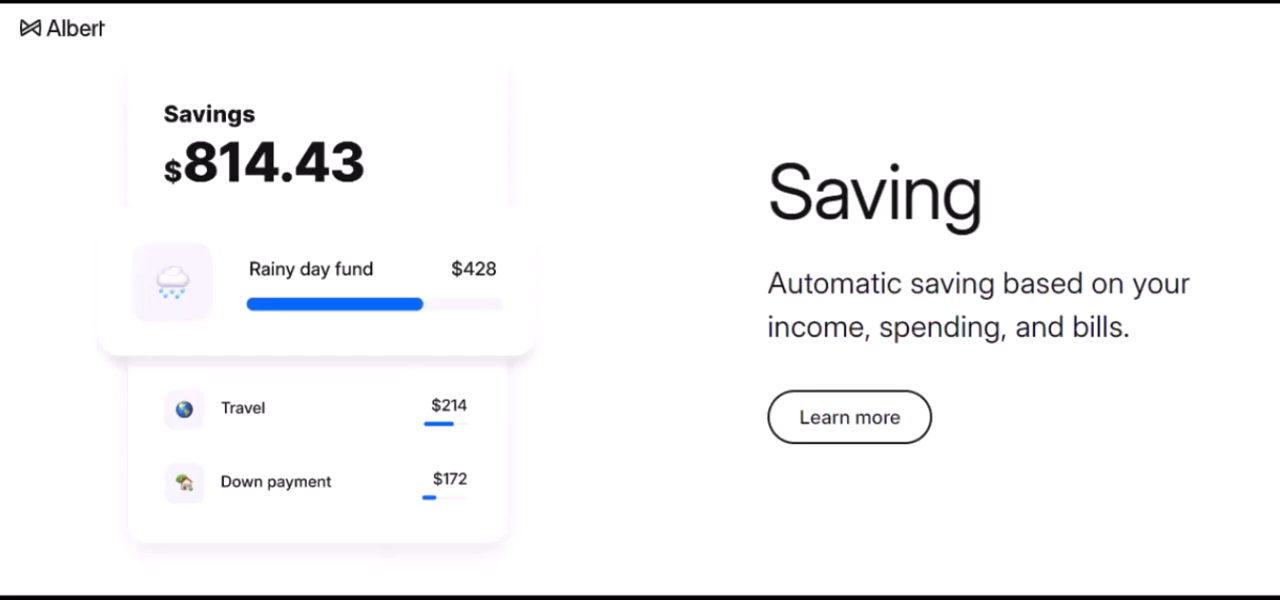 Albert
Savings
$814.43
Rainy day fund $428
Travel $214
Down payment $172
Saving
Automatic saving based on your
income, spending, and bills.
Learn more